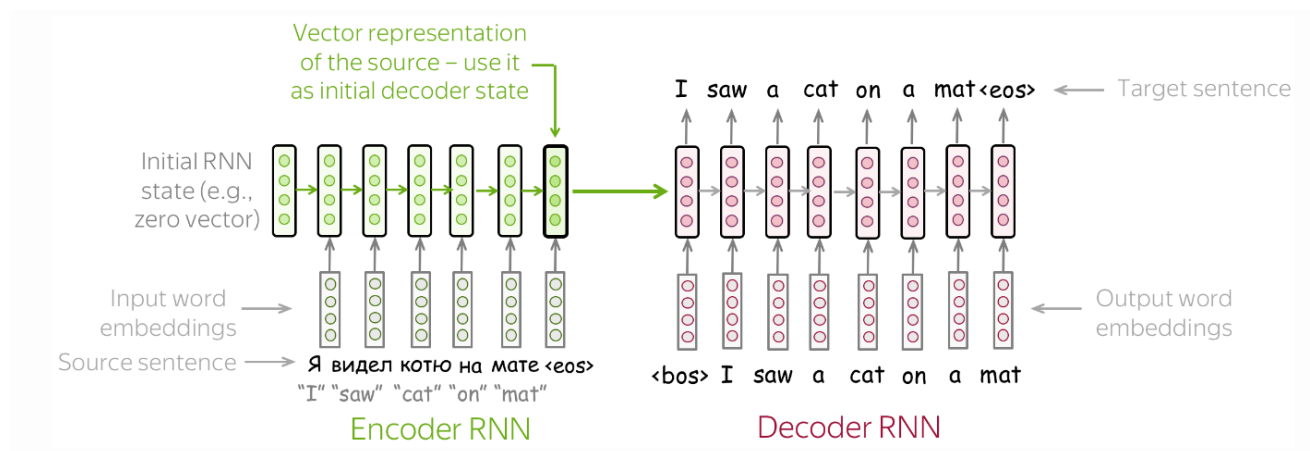 Vector representation
of the source – use it
as initial decoder state
I saw a cat on a mat <eos>
Target sentence
Initial RNN
state (e.g.,
zero vector)
Input word
embeddings
Output word
embeddings
Source sentence
Я видел котю на мате <eos>
"I" "saw" "cat" "on" "mat"
<bos> I saw a cat on a mat
Encoder RNN
Decoder RNN